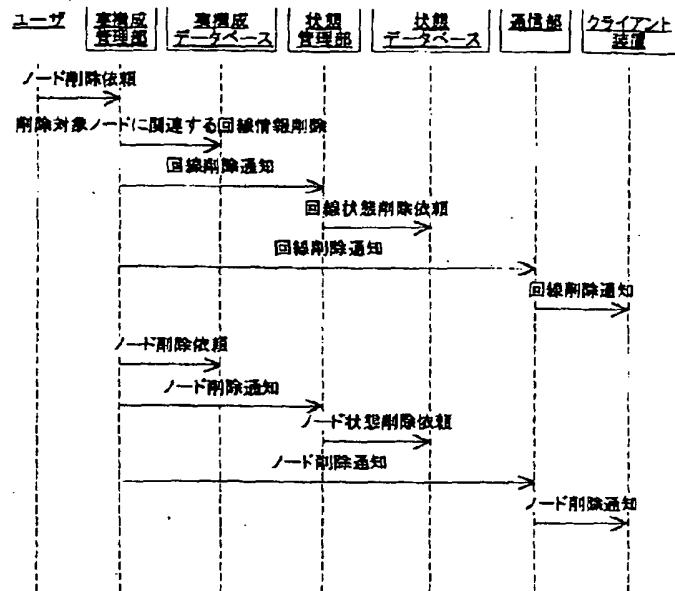 ユーザ
実構成
管理部
実構成
データベース
状態
管理部
状態
データベース
通信部
クライアント
装置
ノード削除依頼
削除対象ノードに関連する回線情報削除
回線削除通知
回線状態削除依頼
回線削除通知
回線削除通知
ノード削除依頼
ノード削除通知
ノード状態削除依頼
ノード削除通知
ノード削除通知